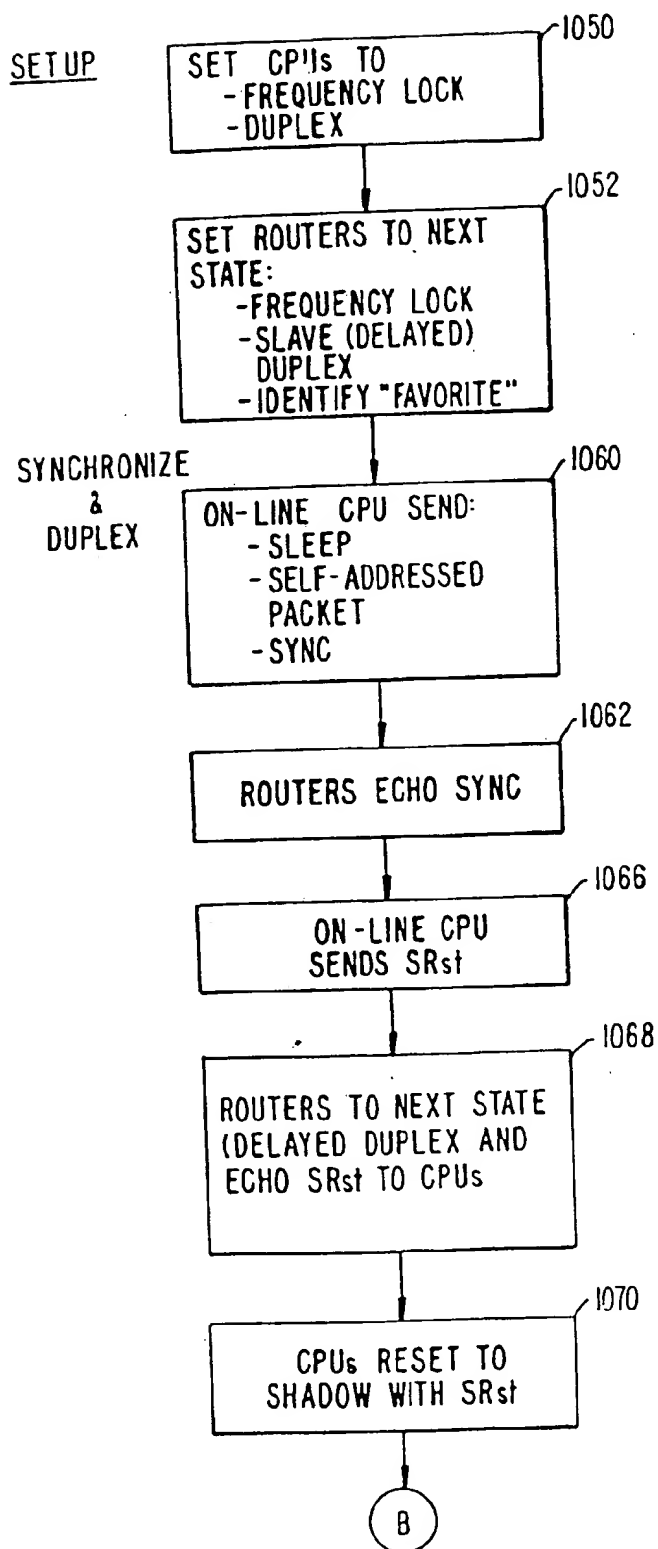 1050
SETUP
SET CPUs TO
-FREQUENCY LOCK
-DUPLEX
1052
SET ROUTERS TO NEXT
STATE:
-FREQUENCY LOCK
-SLAVE (DELAYED)
DUPLEX
-IDENTIFY "FAVORITE"
SYNCHRONIZE
&
DUPLEX
1060
ON-LINE CPU SEND:
-SLEEP
-SELF-ADDRESSED
PACKET
-SYNC
1062
ROUTERS ECHO SYNC
1066
ON-LINE CPU
SENDS SRst
1068
ROUTERS TO NEXT STATE
(DELAYED DUPLEX AND
ECHO SRst TO CPUs
1070
CPUs RESET TO
SHADOW WITH SRst
B